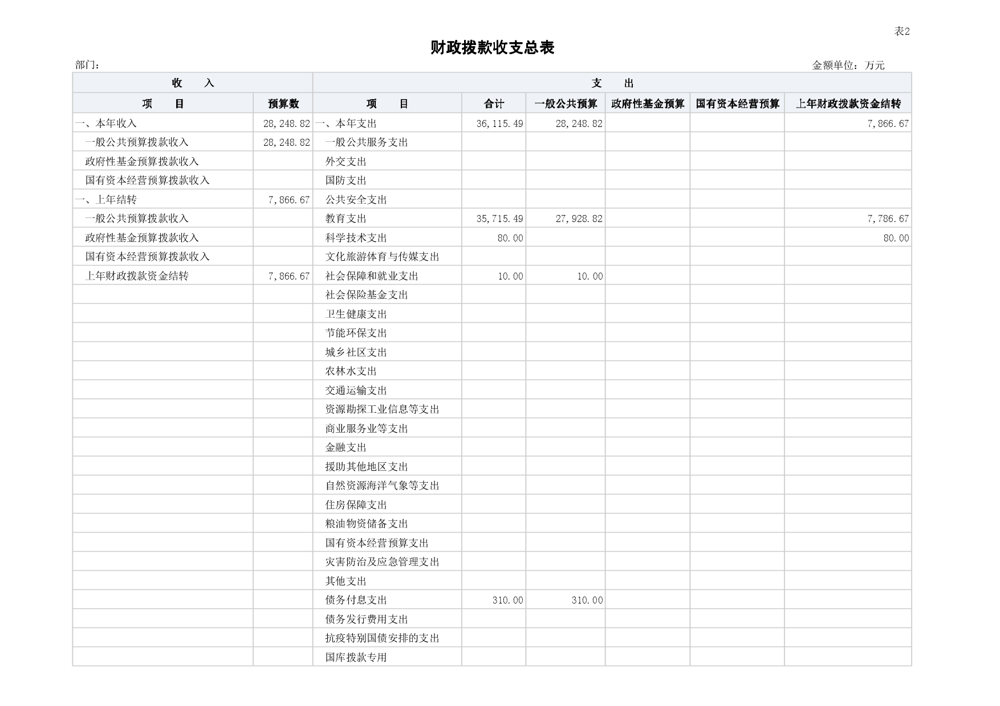 表2
财政拨款收支总表
部门：
金额单位：万元
收 入 支 出
项 目 预算数 项 目 合计 一般公共预算 政府性基金预算 国有资本经营预算 上年财政拨款资金结转
一、本年收入 28,248.82 一、本年支出 36,115.49 28,248.82 7,866.67
一般公共预算拨款收入 28,248.82 一般公共服务支出
政府性基金预算拨款收入 外交支出
国有资本经营预算拨款收入 国防支出
一、上年结转 7,866.67 公共安全支出
一般公共预算拨款收入 教育支出 35,715.49 27,928.82 7,786.67
政府性基金预算拨款收入 科学技术支出 80.00 80.00
国有资本经营预算拨款收入 文化旅游体育与传媒支出
上年财政拨款资金结转 7,866.67 社会保障和就业支出 10.00 10.00
社会保险基金支出
卫生健康支出
节能环保支出
城乡社区支出
农林水支出
交通运输支出
资源勘探工业信息等支出
商业服务业等支出
金融支出
援助其他地区支出
自然资源海洋气象等支出
住房保障支出
粮油物资储备支出
国有资本经营预算支出
灾害防治及应急管理支出
其他支出
债务付息支出 310.00 310.00
债务发行费用支出
抗疫特别国债安排的支出
国库拨款专用